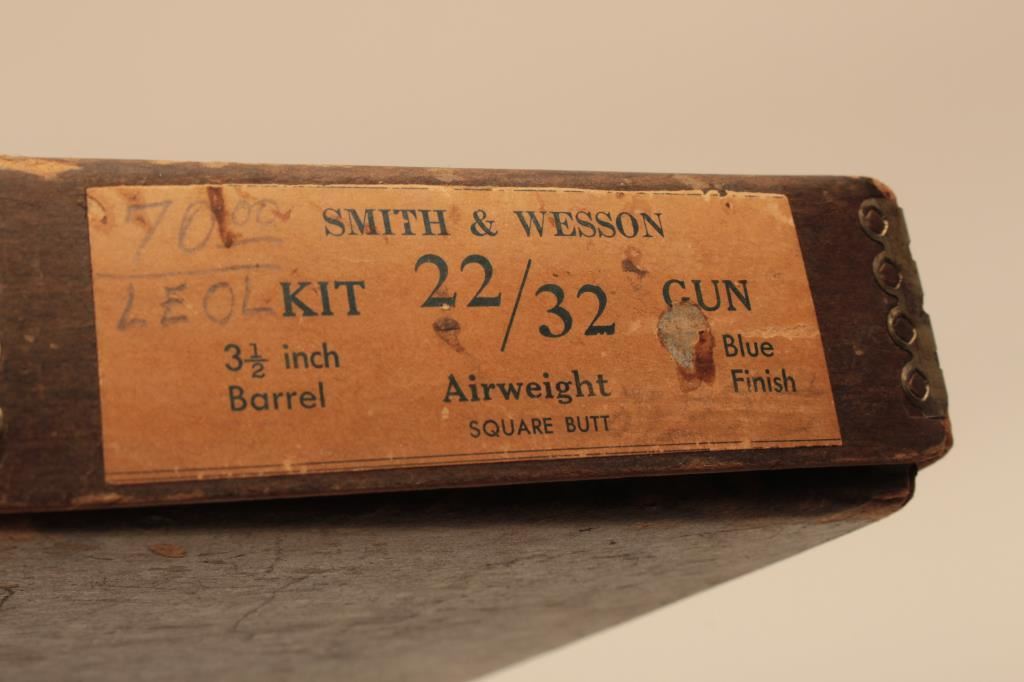 70.00
LEOL
SMITH & WESSON
KIT 22/32 GUN
3½ inch
Barrel
Airweight
SQUARE BUTT
Blue
Finish